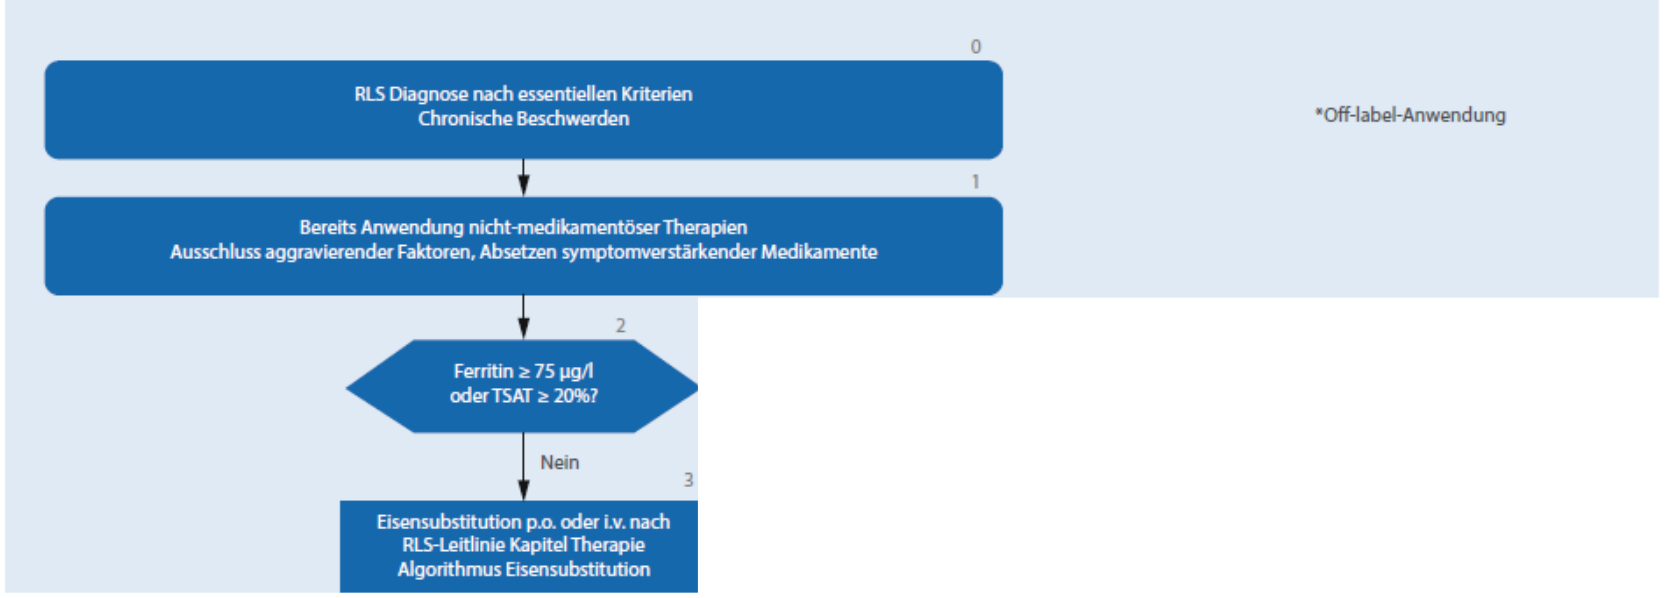 0
RLS Diagnose nach essentiellen Kriterien
Chronische Beschwerden
*Off-label-Anwendung
1
Bereits Anwendung nicht-medikamentöser Therapien
Ausschluss aggravierender Faktoren, Absetzen symptomverstärkender Medikamente
2
Ferritin ≥ 75 µg/l
oder TSAT ≥ 20%?
Nein
3
Eisensubstitution p.o. oder i.v. nach
RLS-Leitlinie Kapitel Therapie
Algorithmus Eisensubstitution